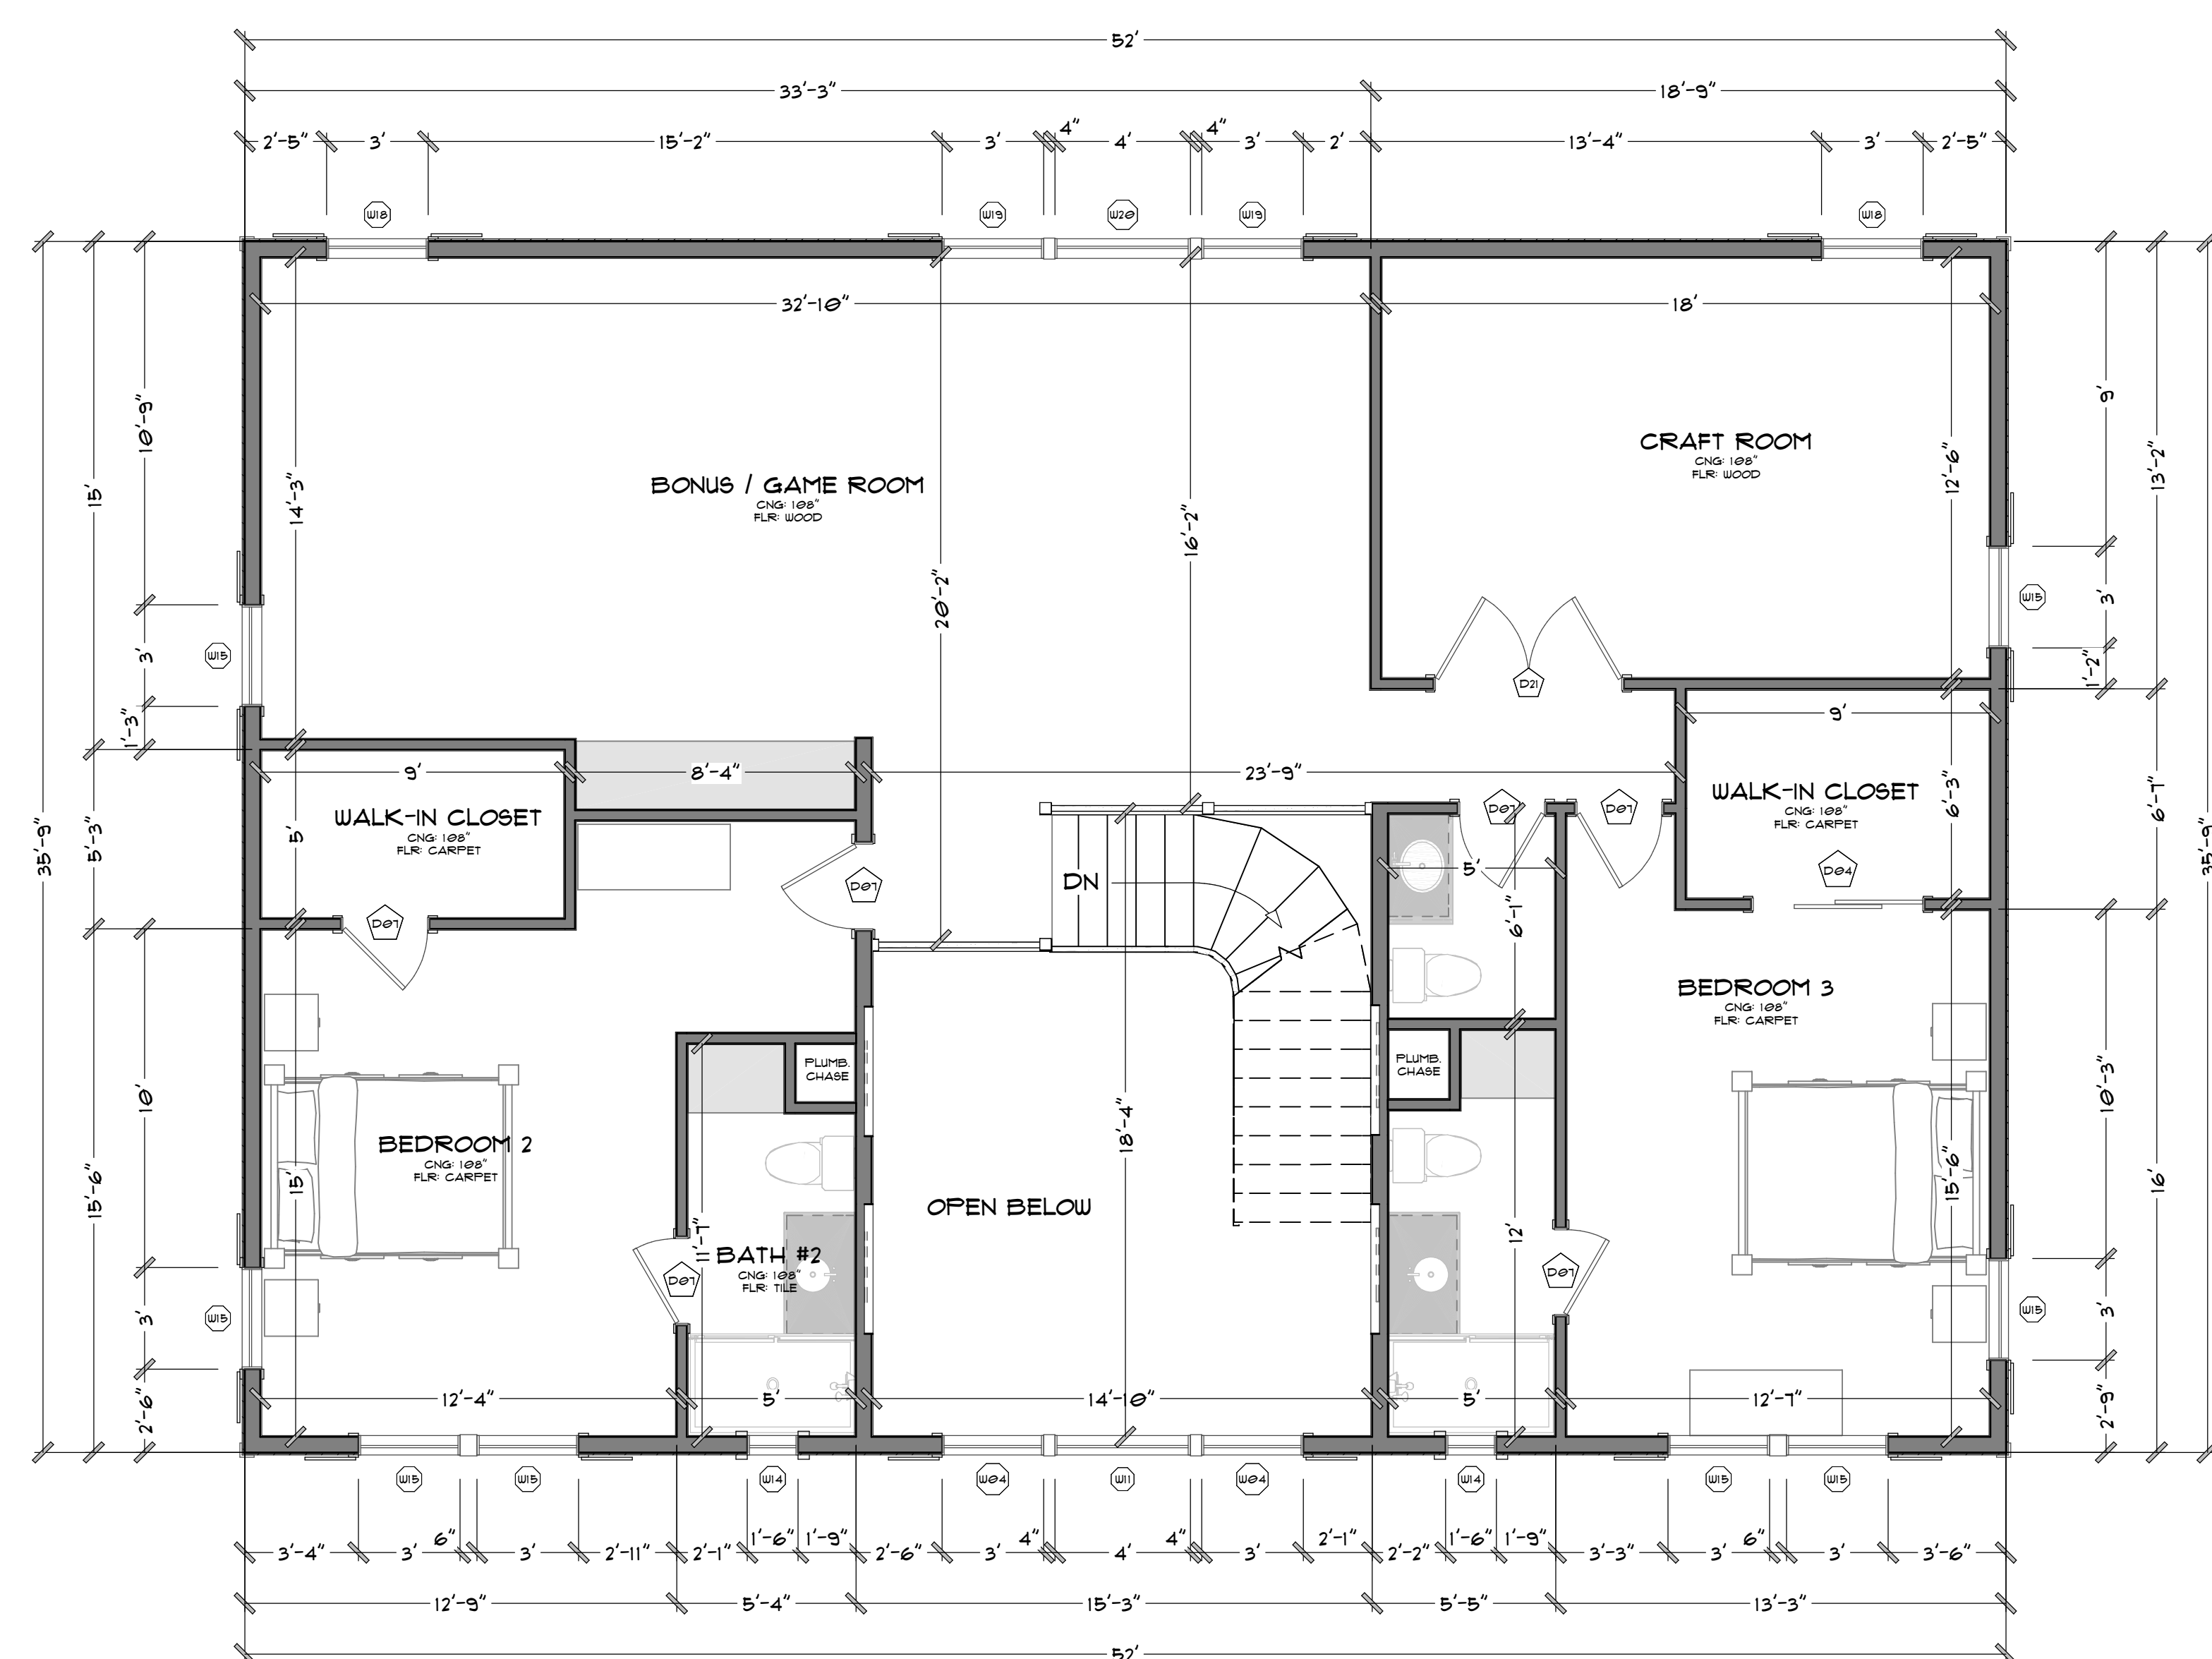 52'
33'-3"
18'-9"
2'-5"
3'
15'-2"
3'
4"
4'
4"
3'
2'
13'-4"
3'
2'-5"
W18
W19
W20
W19
W18
32'-10"
18'
10'-9"
15'
14'-3"
BONUS / GAME ROOM
CNG: 108"
FLR: WOOD
20'-2"
16'-2"
CRAFT ROOM
CNG: 108"
FLR: WOOD
12'-6"
9'
13'-2"
W15
3'
1'-3"
D21
W15
3'
1'-2"
9'
8'-4"
23'-9"
9'
35'-9"
5'-3"
5'
WALK-IN CLOSET
CNG: 108"
FLR: CARPET
D07
D07
DN
D07
D07
5'
6'-1"
WALK-IN CLOSET
CNG: 108"
FLR: CARPET
D04
6'-3"
6'-7"
35'-9"
BEDROOM 3
CNG: 108"
FLR: CARPET
PLUMB.
CHASE
PLUMB.
CHASE
10'
15'-6"
15'
BEDROOM 2
CNG: 108"
FLR: CARPET
18'-4"
OPEN BELOW
11'-7"
BATH #2
CNG: 108"
FLR: TILE
D07
12'
D07
15'-6"
10'-3"
16'
W15
3'
W15
3'
2'-6"
2'-9"
12'-4"
5'
14'-10"
5'
12'-7"
W15
W15
W14
W04
W11
W04
W14
W15
W15
3'-4"
3'
6"
3'
2'-11"
2'-1"
1'-6"
1'-9"
2'-6"
3'
4"
4'
4"
3'
2'-1"
2'-2"
1'-6"
1'-9"
3'-3"
3'
6"
3'
3'-6"
12'-9"
5'-4"
15'-3"
5'-5"
13'-3"
52'